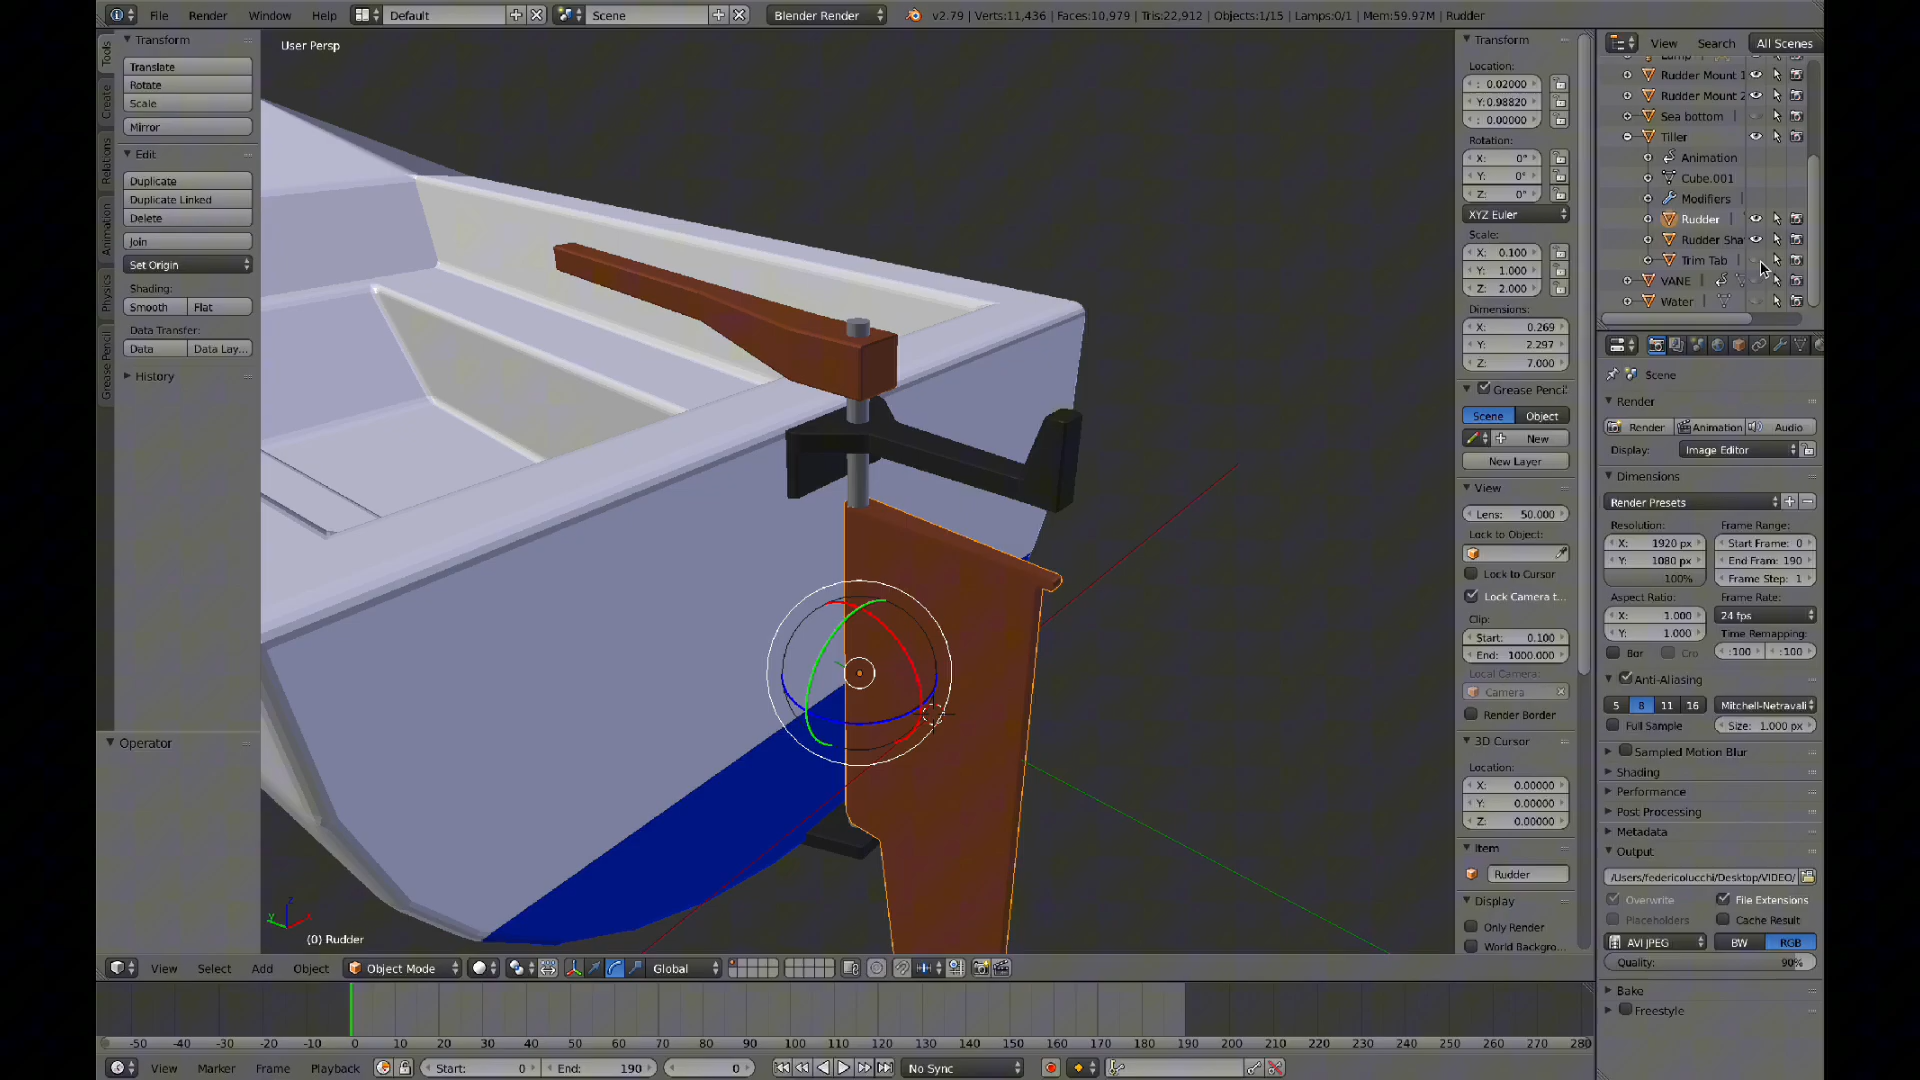 File Render Window Help Default Scene Blender Render v2.79 | Verts:11,436 | Faces:10,979 | Tris:22,912 | Objects:1/15 | Lamps:0/1 | Mem:59.97M | Rudder
Tools
Create
Relations
Animation
Physics
Grease Pencil
Transform
Translate
Rotate
Scale
Mirror
Edit
Duplicate
Duplicate Linked
Delete
Join
Set Origin
Shading:
Smooth Flat
Data Transfer:
Data Data Lay...
History
Operator
User Persp
(0) Rudder
Transform
Location:
: 0.02000
Y: 0.98820
: 0.00000
Rotation:
X: 0°
Y: 0°
Z: 0°
XYZ Euler
Scale:
X: 0.100
Y: 1.000
Z: 2.000
Dimensions:
X: 0.269
Y: 2.297
Z: 7.000
Grease Pencil
Scene Object
New
New Layer
View
Lens: 50.000
Lock to Object:
Lock to Cursor
Lock Camera t...
Clip:
Start: 0.100
End: 1000.000
Local Camera:
Camera
Render Border
3D Cursor
Location:
X: 0.00000
Y: 0.00000
Z: 0.00000
Item
Rudder
Display
Only Render
World Backgro...
View Search All Scenes
Lamp
Rudder Mount 1
Rudder Mount 2
Sea bottom
Tiller
Animation
Cube.001
Modifiers
Rudder
Rudder Sha
Trim Tab
VANE
Water
Scene
Render
Render Animation Audio
Display: Image Editor
Dimensions
Render Presets
Resolution: Frame Range:
X: 1920 px Start Frame: 0
Y: 1080 px End Fram: 190
100% Frame Step: 1
Aspect Ratio: Frame Rate:
X: 1.000 24 fps
Y: 1.000 Time Remapping:
Bor Cro :100 :100
Anti-Aliasing
5 8 11 16 Mitchell-Netravali
Full Sample Size: 1.000 px
Sampled Motion Blur
Shading
Performance
Post Processing
Metadata
Output
/Users/federicolucchi/Desktop/VIDEO/
Overwrite File Extensions
Placeholders Cache Result
AVI JPEG BW RGB
Quality: 90%
Bake
Freestyle
View Select Add Object Object Mode Global
-50 -40 -30 -20 -10 0 10 20 30 40 50 60 70 80 90 100 110 120 130 140 150 160 170 180 190 200 210 220 230 240 250 260 270 280
View Marker Frame Playback Start: 0 End: 190 0 No Sync